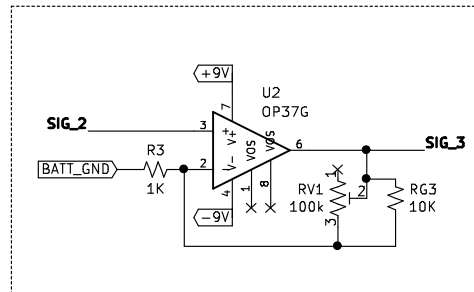 +9V
U2
OP37G
7
SIG_2
3
+
V+
VOS
VOS
6
SIG_3
R3
BATT_GND
2
-
V-
1K
4
1
8
-9V
1
RV1
100k
2
3
RG3
10K